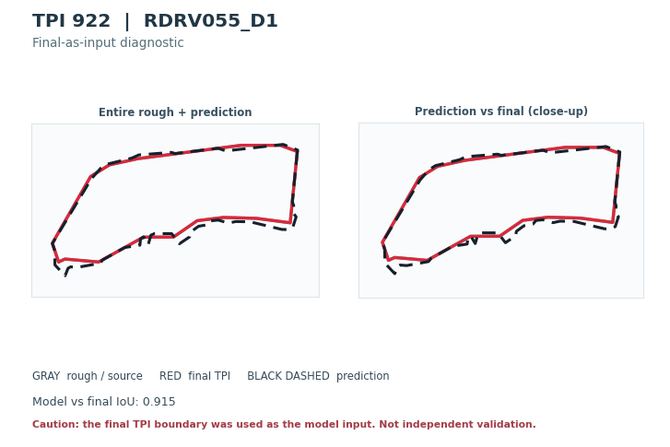 TPI 922 | RDRV055_D1
Final-as-input diagnostic
Entire rough + prediction
Prediction vs final (close-up)
GRAY rough / source RED final TPI BLACK DASHED prediction
Model vs final IoU: 0.915
Caution: the final TPI boundary was used as the model input. Not independent validation.